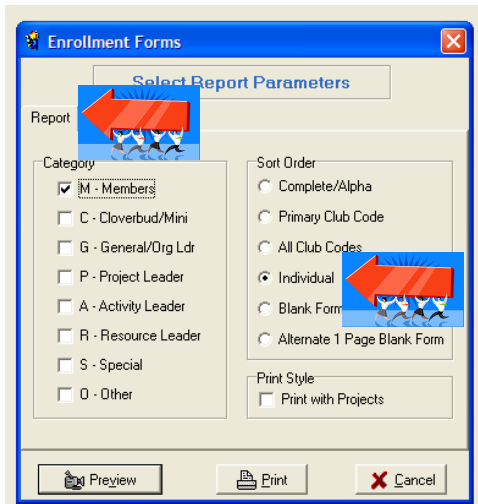 Enrollment Forms
Select Report Parameters
Report
Category
M - Members
C - Cloverbud/Mini
G - General/Org Ldr
P - Project Leader
A - Activity Leader
R - Resource Leader
S - Special
O - Other
Sort Order
Complete/Alpha
Primary Club Code
All Club Codes
Individual
Blank Form
Alternate 1 Page Blank Form
Print Style
Print with Projects
Preview
Print
Cancel